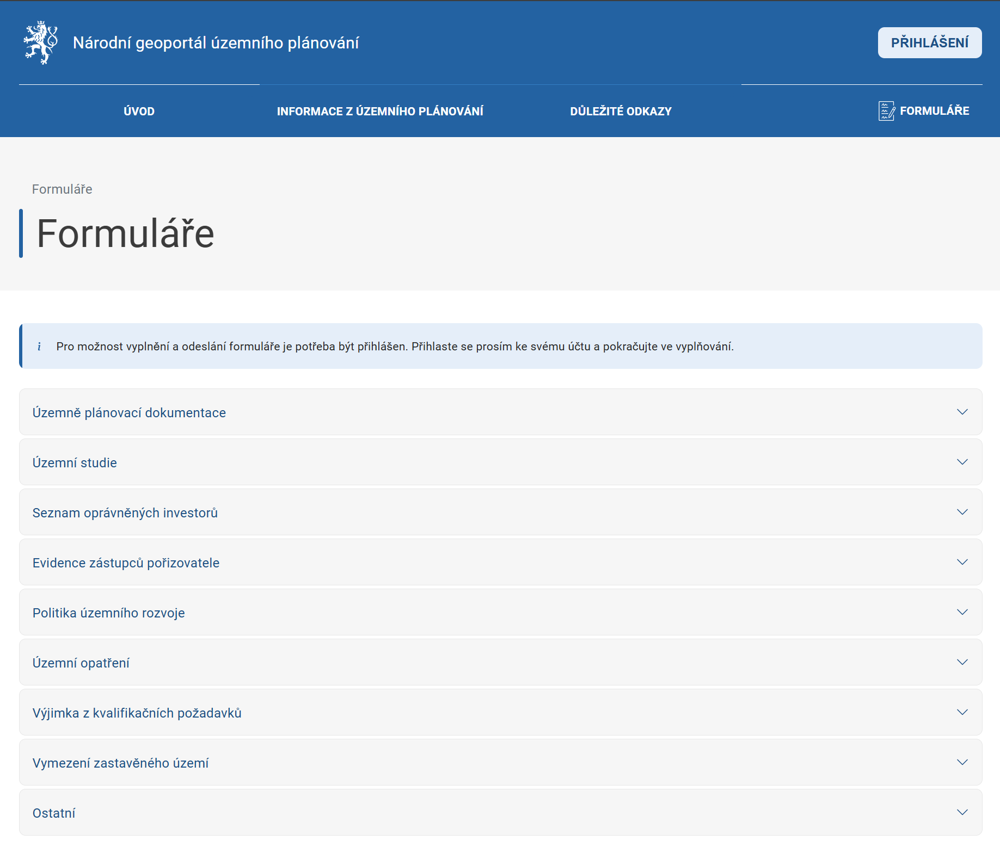 Národní geoportál územního plánování
PŘIHLÁŠENÍ
ÚVOD
INFORMACE Z ÚZEMNÍHO PLÁNOVÁNÍ
DŮLEŽITÉ ODKAZY
FORMULÁŘE
Formuláře
Formuláře
Pro možnost vyplnění a odeslání formuláře je potřeba být přihlášen. Přihlaste se prosím ke svému účtu a pokračujte ve vyplňování.
Územně plánovací dokumentace
Územní studie
Seznam oprávněných investorů
Evidence zástupců pořizovatele
Politika územního rozvoje
Územní opatření
Výjimka z kvalifikačních požadavků
Vymezení zastavěného území
Ostatní